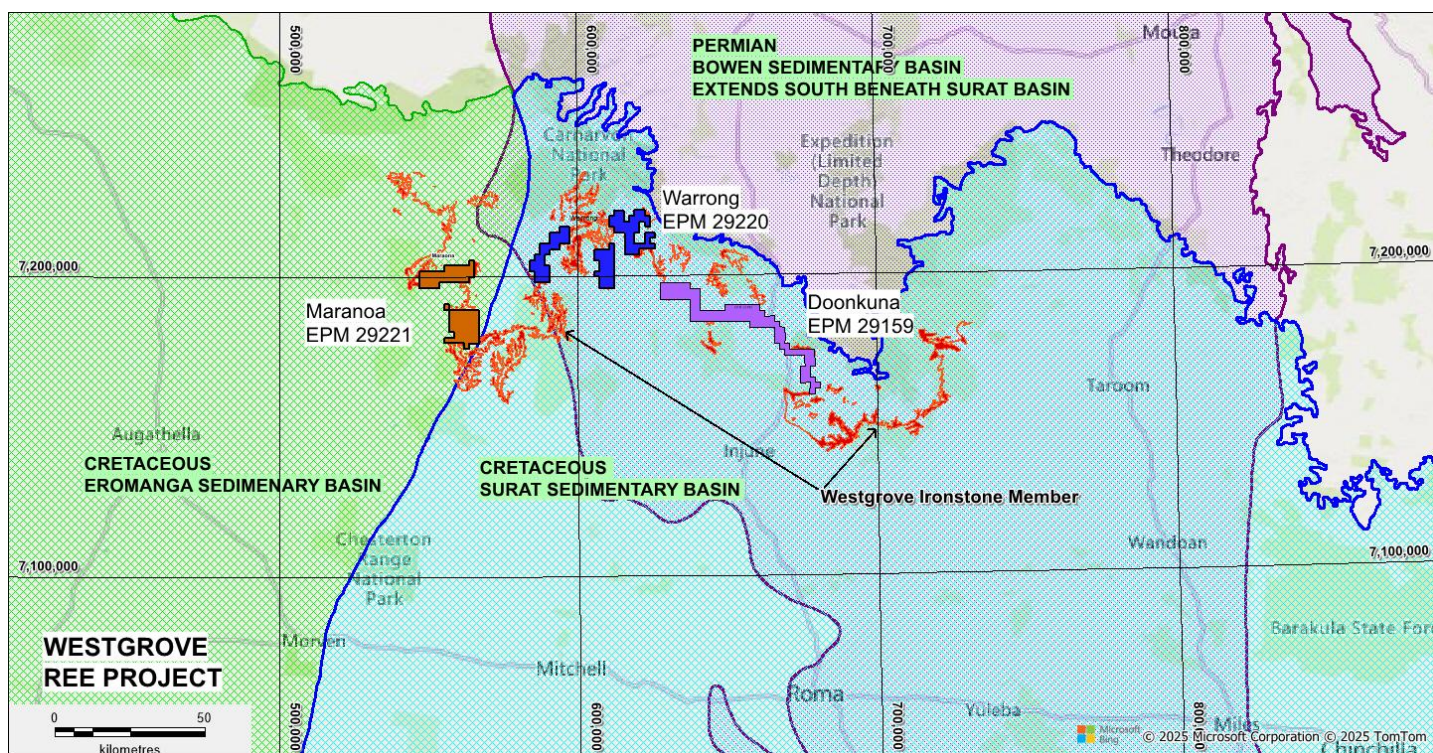 500,000
600,000
700,000
800,000
PERMIAN
BOWEN SEDIMENTARY BASIN
EXTENDS SOUTH BENEATH SURAT BASIN
Moura
Carnarvon
National
Park
Expedition
(Limited
Depth)
National
Park
Theodore
Warrong
EPM 29220
7,200,000
7,200,000
Maranoa
Maranoa
EPM 29221
Doonkuna
EPM 29159
Taroom
Augathella
CRETACEOUS
EROMANGA SEDIMENARY BASIN
Injune
CRETACEOUS
SURAT SEDIMENTARY BASIN
Westgrove Ironstone Member
Chesterton
Range
National
Park
Wandoan
7,100,000
7,100,000
WESTGROVE
REE PROJECT
Morven
Mitchell
Roma
Yuleba
Miles
Barakula State Fore
Chinchilla
0 50
kilometres
500,000
600,000
700,000
800,000
Microsoft
Bing
© 2025 Microsoft Corporation © 2025 TomTom